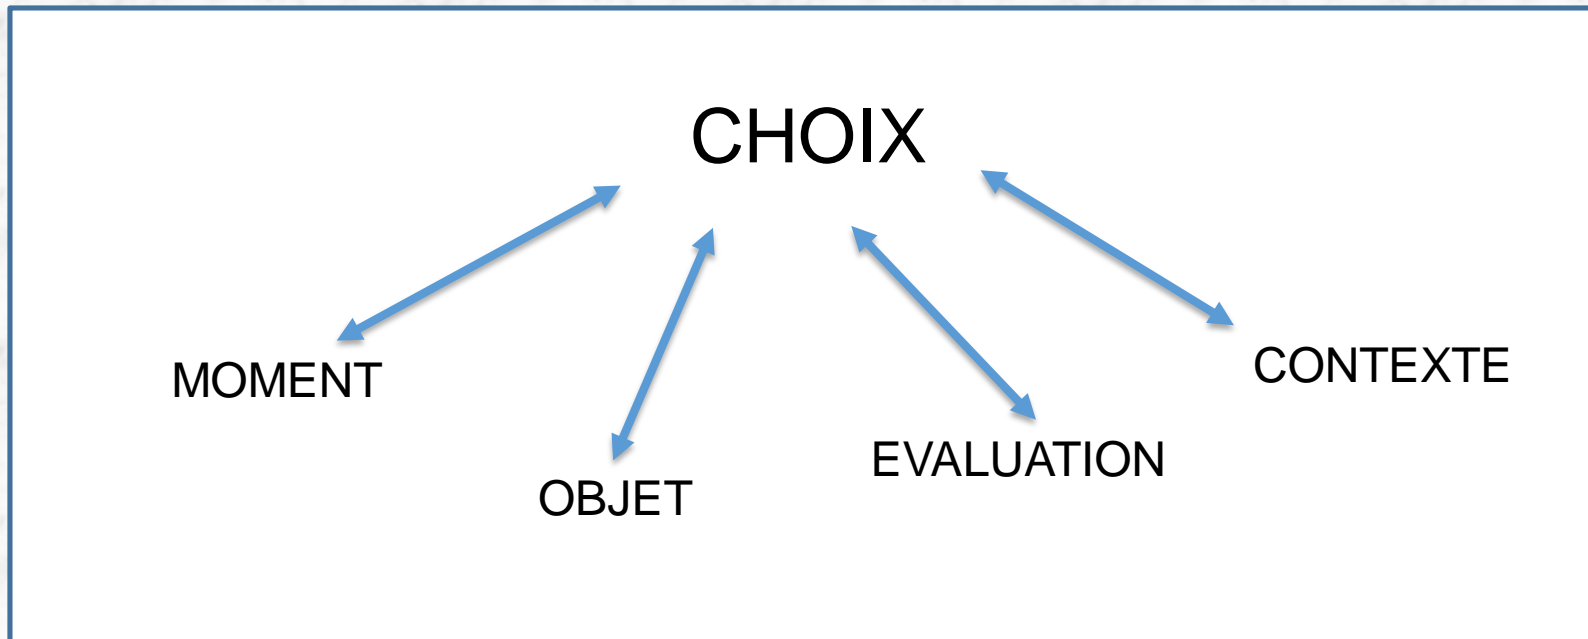 CHOIX
MOMENT
OBJET
EVALUATION
CONTEXTE